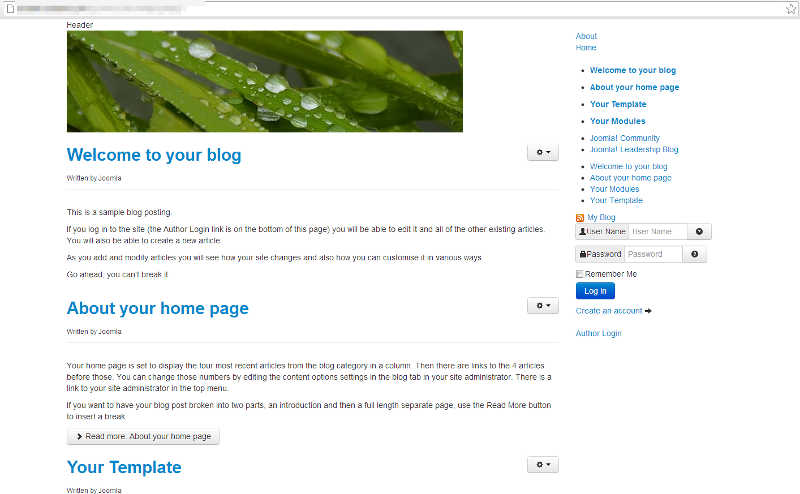 Header
Welcome to your blog
Written by Joomla
This is a sample blog posting.
If you log in to the site (the Author Login link is on the bottom of this page) you will be able to edit it and all of the other existing articles.
You will also be able to create a new article.
As you add and modify articles you will see how your site changes and also how you can customise it in various ways.
Go ahead, you can't break it.
About your home page
Written by Joomla
Your home page is set to display the four most recent articles from the blog category in a column. Then there are links to the 4 articles
before those. You can change those numbers by editing the content options settings in the blog tab in your site administrator. There is a
link to your site administrator in the top menu.
If you want to have your blog post broken into two parts, an introduction and then a full length separate page, use the Read More button
to insert a break.
Read more: About your home page
Your Template
Written by Joomla
About
Home
Welcome to your blog
About your home page
Your Template
Your Modules
Joomla! Community
Joomla! Leadership Blog
Welcome to your blog
About your home page
Your Modules
Your Template
My Blog
User Name User Name
Password Password
Remember Me
Log in
Create an account
Author Login